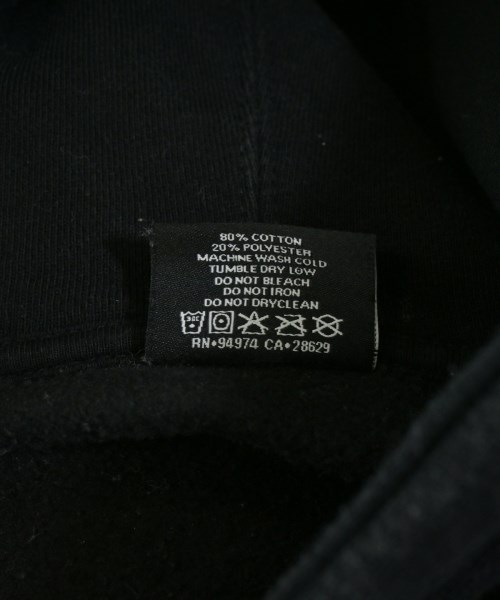 80% COTTON
20% POLYESTER
MACHINE WASH COLD
TUMBLE DRY LOW
DO NOT BLEACH
DO NOT IRON
DO NOT DRYCLEAN
RN•94974 CA•28629